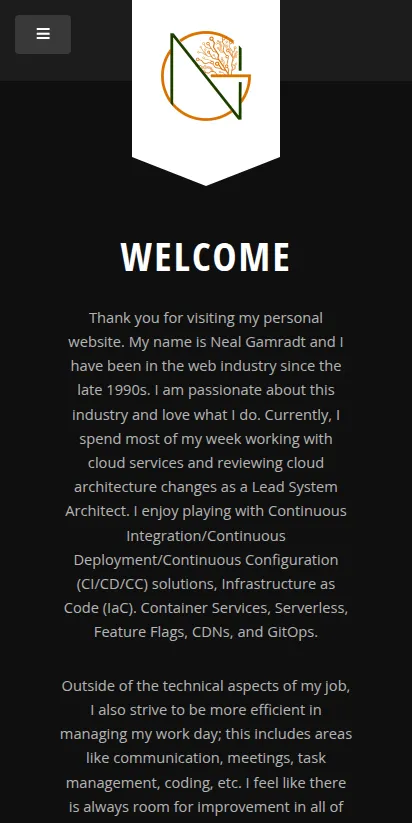 WELCOME
Thank you for visiting my personal
website. My name is Neal Gamradt and I
have been in the web industry since the
late 1990s. I am passionate about this
industry and love what I do. Currently, I
spend most of my week working with
cloud services and reviewing cloud
architecture changes as a Lead System
Architect. I enjoy playing with Continuous
Integration/Continuous
Deployment/Continuous Configuration
(CI/CD/CC) solutions, Infrastructure as
Code (IaC). Container Services, Serverless,
Feature Flags, CDNs, and GitOps.
Outside of the technical aspects of my job,
I also strive to be more efficient in
managing my work day; this includes areas
like communication, meetings, task
management, coding, etc. I feel like there
is always room for improvement in all of